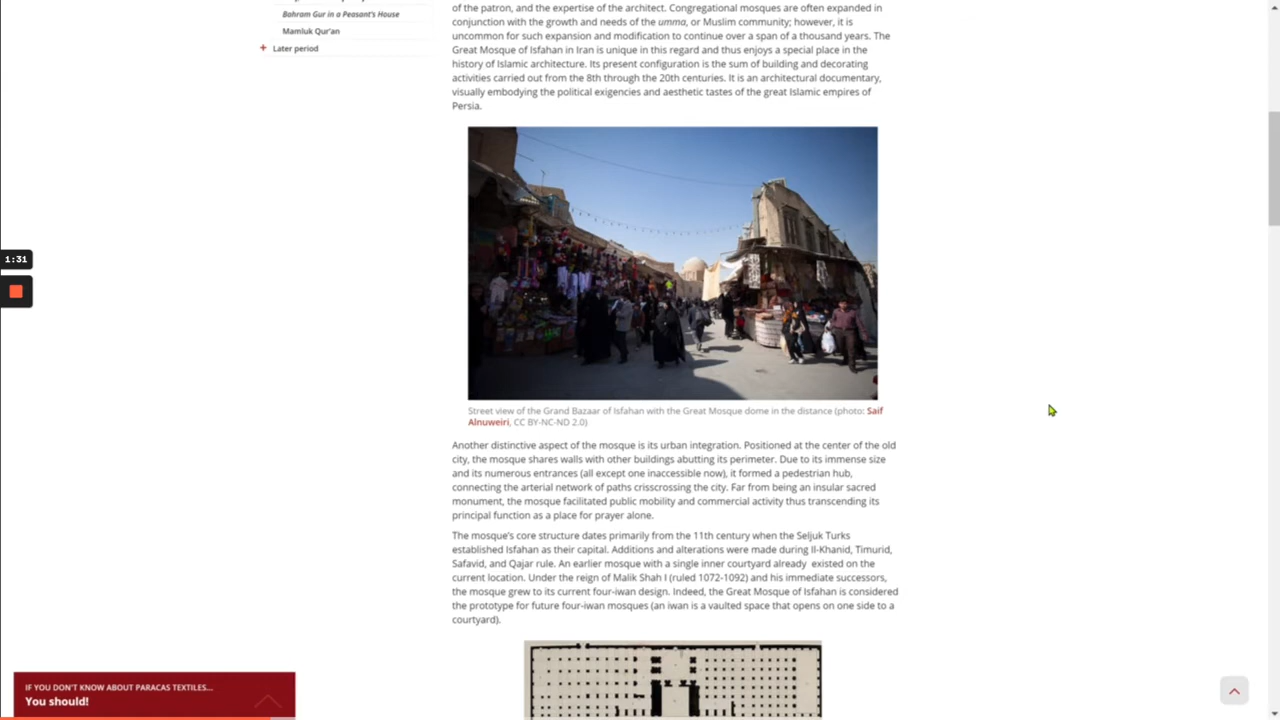 Bahram Gur in a Peasant's House
Mamluk Qur'an
+ Later period
of the patron, and the expertise of the architect. Congregational mosques are often expanded in
conjunction with the growth and needs of the umma, or Muslim community; however, it is
uncommon for such expansion and modification to continue over a span of a thousand years. The
Great Mosque of Isfahan in Iran is unique in this regard and thus enjoys a special place in the
history of Islamic architecture. Its present configuration is the sum of building and decorating
activities carried out from the 8th through the 20th centuries. It is an architectural documentary,
visually embodying the political exigencies and aesthetic tastes of the great Islamic empires of
Persia.
1:31
Street view of the Grand Bazaar of Isfahan with the Great Mosque dome in the distance (photo: Saif
Alnuweiri, CC BY-NC-ND 2.0)
Another distinctive aspect of the mosque is its urban integration. Positioned at the center of the old
city, the mosque shares walls with other buildings abutting its perimeter. Due to its immense size
and its numerous entrances (all except one inaccessible now), it formed a pedestrian hub,
connecting the arterial network of paths crisscrossing the city. Far from being an insular sacred
monument, the mosque facilitated public mobility and commercial activity thus transcending its
principal function as a place for prayer alone.
The mosque's core structure dates primarily from the 11th century when the Seljuk Turks
established Isfahan as their capital. Additions and alterations were made during Il-Khanid, Timurid,
Safavid, and Qajar rule. An earlier mosque with a single inner courtyard already existed on the
current location. Under the reign of Malik Shah I (ruled 1072-1092) and his immediate successors,
the mosque grew to its current four-iwan design. Indeed, the Great Mosque of Isfahan is considered
the prototype for future four-iwan mosques (an iwan is a vaulted space that opens on one side to a
courtyard).
IF YOU DON'T KNOW ABOUT PARACAS TEXTILES...
You should!